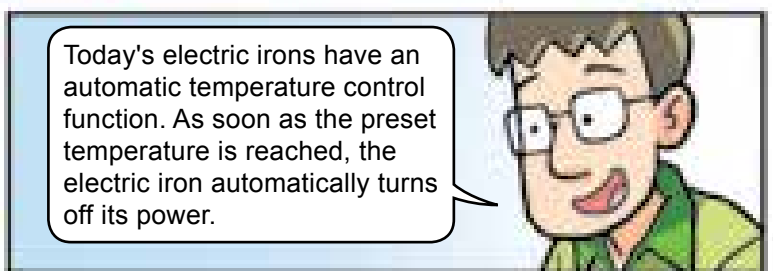 Today's electric irons have an
automatic temperature control
function. As soon as the preset
temperature is reached, the
electric iron automatically turns
off its power.